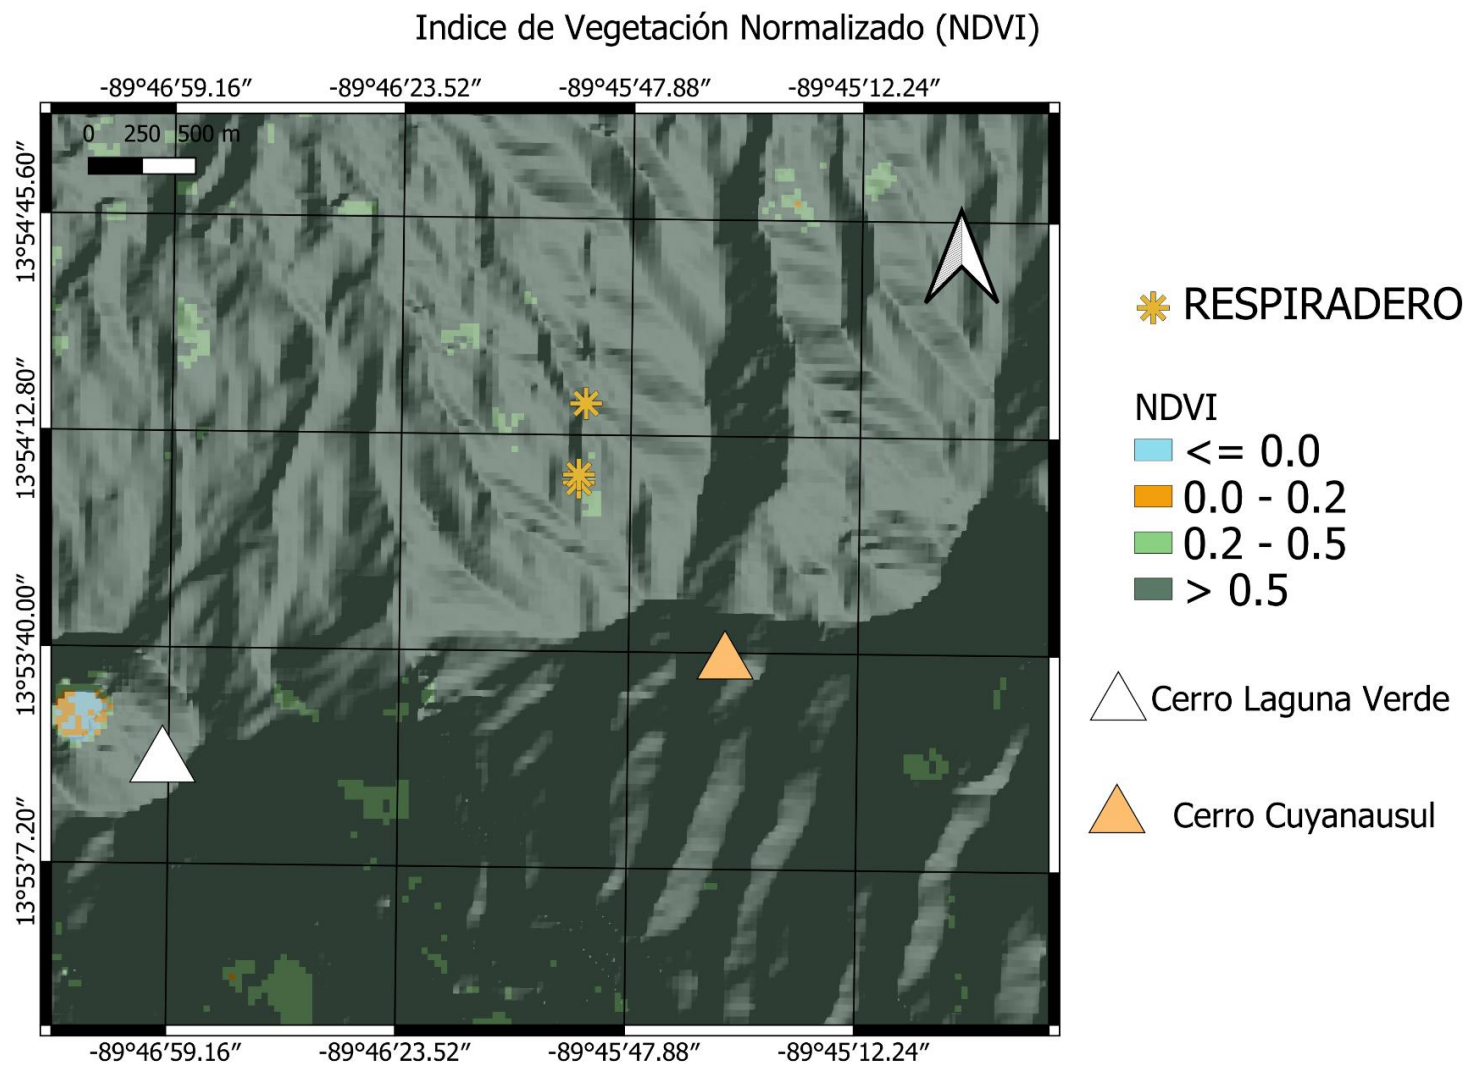 Indice de Vegetación Normalizado (NDVI)
-89°46′59.16″ -89°46′23.52″ -89°45′47.88″ -89°45′12.24″
0 250 500 m
13°54′45.60″
13°54′12.80″
13°53′40.00″
13°53′7.20″
-89°46′59.16″ -89°46′23.52″ -89°45′47.88″ -89°45′12.24″
RESPIRADERO
NDVI
<= 0.0
0.0 - 0.2
0.2 - 0.5
> 0.5
Cerro Laguna Verde
Cerro Cuyanausul